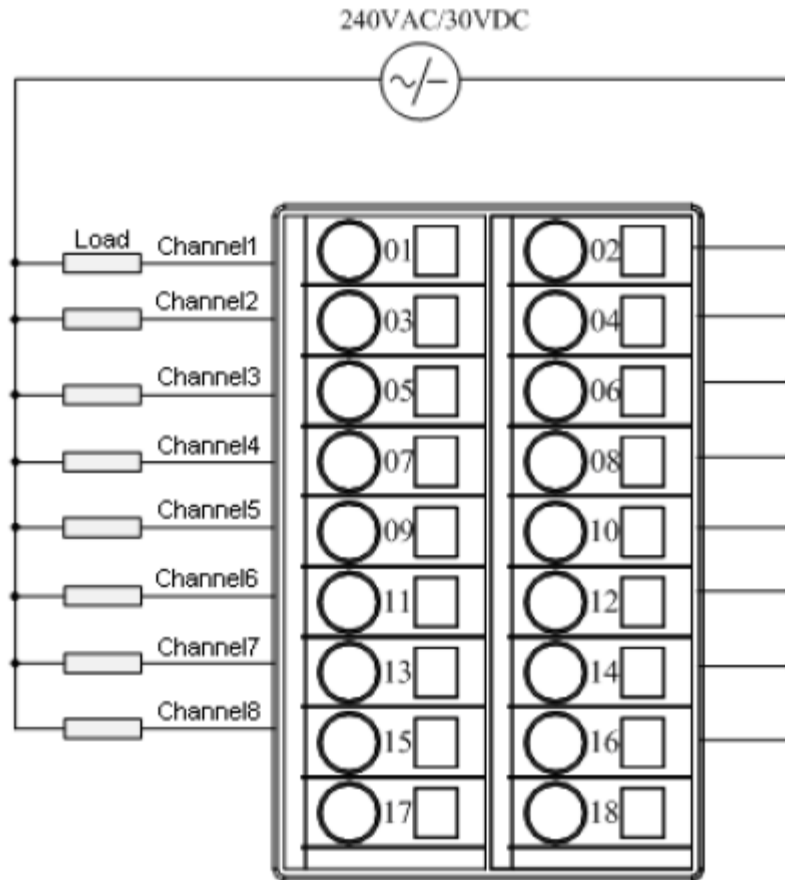 240VAC/30VDC
Load Channel1 01 02
Channel2 03 04
Channel3 05 06
Channel4 07 08
Channel5 09 10
Channel6 11 12
Channel7 13 14
Channel8 15 16
17 18